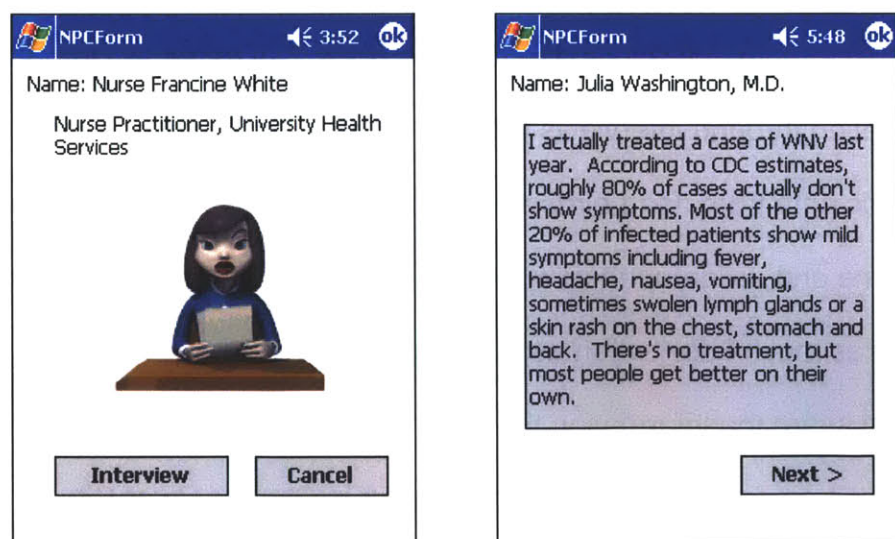 NPCForm 3:52 ok
Name: Nurse Francine White
Nurse Practitioner, University Health
Services
Interview Cancel
NPCForm 5:48 ok
Name: Julia Washington, M.D.
I actually treated a case of WNV last
year. According to CDC estimates,
roughly 80% of cases actually don't
show symptoms. Most of the other
20% of infected patients show mild
symptoms including fever,
headache, nausea, vomiting,
sometimes swolen lymph glands or a
skin rash on the chest, stomach and
back. There's no treatment, but
most people get better on their
own.
Next >